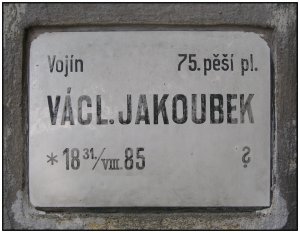 Vojín 75. pěší pl.
VÁCL. JAKOUBEK
* 18 31/VIII. 85 ?